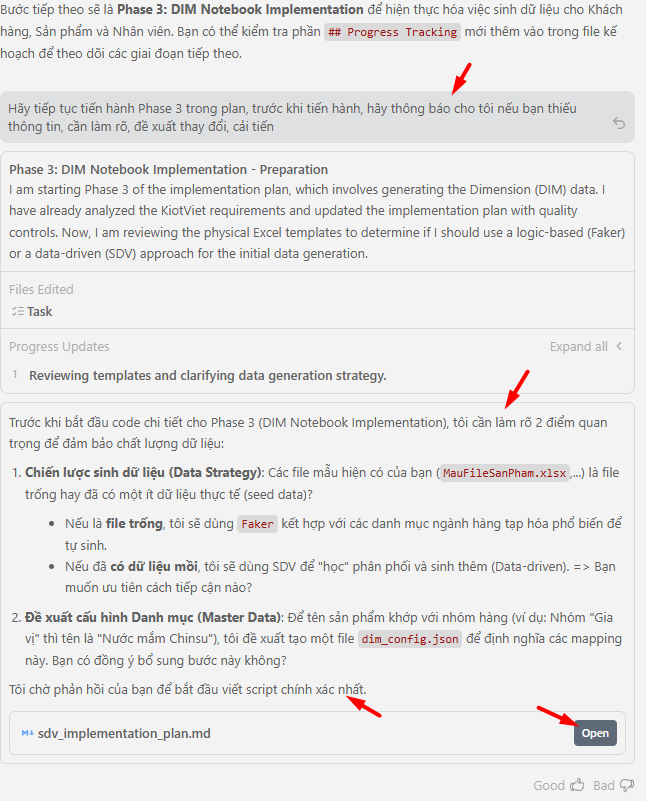 Bước tiếp theo sẽ là Phase 3: DIM Notebook Implementation để hiện thực hóa việc sinh dữ liệu cho Khách
hàng, Sản phẩm và Nhân viên. Bạn có thể kiểm tra phần ## Progress Tracking mới thêm vào trong file kế
hoạch để theo dõi các giai đoạn tiếp theo.
Hãy tiếp tục tiến hành Phase 3 trong plan, trước khi tiến hành, hãy thông báo cho tôi nếu bạn thiếu
thông tin, cần làm rõ, đề xuất thay đổi, cải tiến
Phase 3: DIM Notebook Implementation - Preparation
I am starting Phase 3 of the implementation plan, which involves generating the Dimension (DIM) data. I
have already analyzed the KiotViet requirements and updated the implementation plan with quality
controls. Now, I am reviewing the physical Excel templates to determine if I should use a logic-based (Faker)
or a data-driven (SDV) approach for the initial data generation.
Files Edited
Task
Progress Updates
Expand all
1 Reviewing templates and clarifying data generation strategy.
Trước khi bắt đầu code chi tiết cho Phase 3 (DIM Notebook Implementation), tôi cần làm rõ 2 điểm quan
trọng để đảm bảo chất lượng dữ liệu:
1. Chiến lược sinh dữ liệu (Data Strategy): Các file mẫu hiện có của bạn (MauFileSanPham.xlsx,...) là file
trống hay đã có một ít dữ liệu thực tế (seed data)?
• Nếu là file trống, tôi sẽ dùng Faker kết hợp với các danh mục ngành hàng tạp hóa phổ biến để
tự sinh.
• Nếu đã có dữ liệu mồi, tôi sẽ dùng SDV để "học" phân phối và sinh thêm (Data-driven). => Bạn
muốn ưu tiên cách tiếp cận nào?
2. Đề xuất cấu hình Danh mục (Master Data): Để tên sản phẩm khớp với nhóm hàng (ví dụ: Nhóm "Gia
vị" thì tên là "Nước mắm Chinsu"), tôi đề xuất tạo một file dim_config.json để định nghĩa các mapping
này. Bạn có đồng ý bổ sung bước này không?
Tôi chờ phản hồi của bạn để bắt đầu viết script chính xác nhất.
sdv_implementation_plan.md
Open
Good
Bad